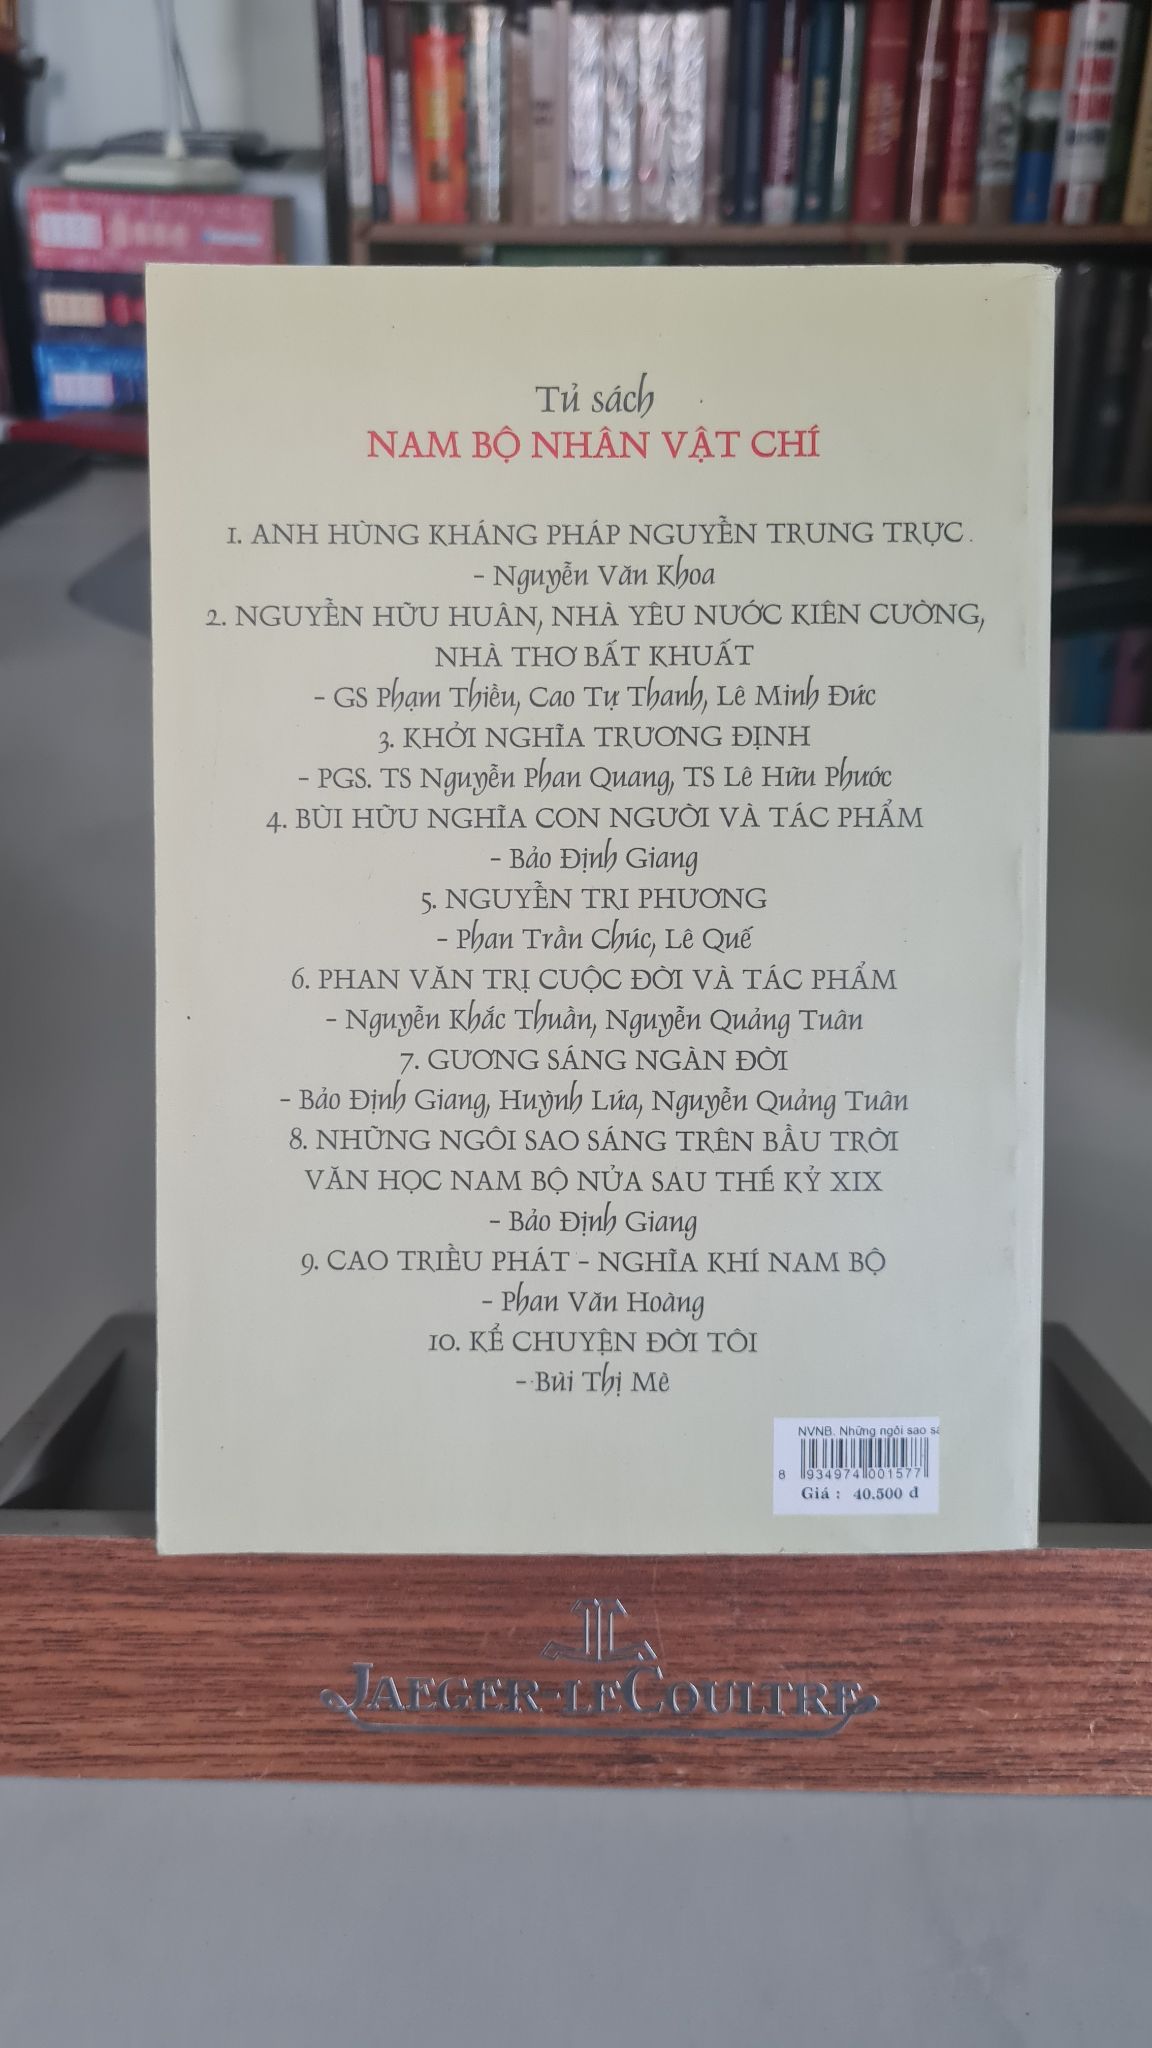 Tủ sách
NAM BỘ NHÂN VẬT CHÍ
1. ANH HÙNG KHÁNG PHÁP NGUYỄN TRUNG TRỰC
- Nguyễn Văn Khoa
2. NGUYỄN HỮU HUÂN, NHÀ YÊU NƯỚC KIÊN CƯỜNG,
NHÀ THƠ BẤT KHUẤT
- GS Phạm Thiều, Cao Tự Thanh, Lê Minh Đức
3. KHỞI NGHĨA TRƯƠNG ĐỊNH
- PGS. TS Nguyễn Phan Quang, TS Lê Hữu Phước
4. BÙI HỮU NGHĨA CON NGƯỜI VÀ TÁC PHẨM
- Bảo Định Giang
5. NGUYỄN TRI PHƯƠNG
- Phan Trần Chúc, Lê Quế
6. PHAN VĂN TRỊ CUỘC ĐỜI VÀ TÁC PHẨM
- Nguyễn Khắc Thuần, Nguyễn Quảng Tuân
7. GƯƠNG SÁNG NGÀN ĐỜI
- Bảo Định Giang, Huỳnh Lứa, Nguyễn Quảng Tuân
8. NHỮNG NGÔI SAO SÁNG TRÊN BẦU TRỜI
VĂN HỌC NAM BỘ NỬA SAU THẾ KỶ XIX
- Bảo Định Giang
9. CAO TRIỀU PHÁT - NGHĨA KHÍ NAM BỘ
- Phan Văn Hoàng
10. KỂ CHUYỆN ĐỜI TÔI
- Bùi Thị Mè
NVNB. Những ngôi sao sá
8 934974 001577
Giá : 40.500 đ
JAEGER-LECOULTRE